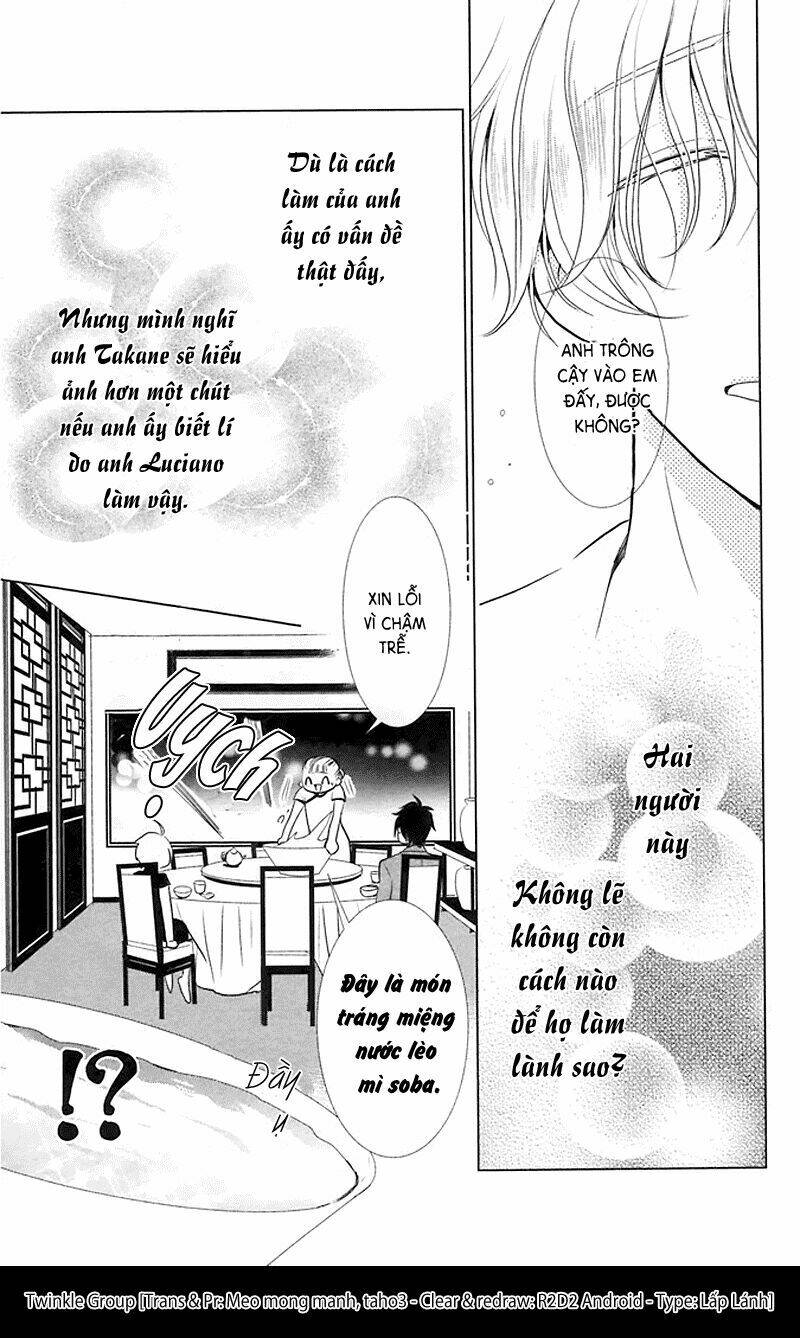 ANH TRÔNG
CẬY VÀO EM
ĐẤY, ĐƯỢC
KHÔNG?
Hai
người
này
Không lẽ
không còn
cách nào
để họ làm
lành sao?
Dù là cách
làm của anh
ấy có vấn đề
thật đấy,
Nhưng mình nghĩ
anh Takane sẽ hiểu
ảnh hơn một chút
nếu anh ấy biết lí
do anh Luciano
làm vậy.
XIN LỖI
VÌ CHẬM
TRỄ.
uỵch
Đây là món
tráng miệng
nước lèo
mì soba.
Đầy
ụ
!?
Twinkle Group [Trans & Pr: Meo mong manh, taho3 - Clear & redraw: R2D2 Android - Type: Lấp Lánh]